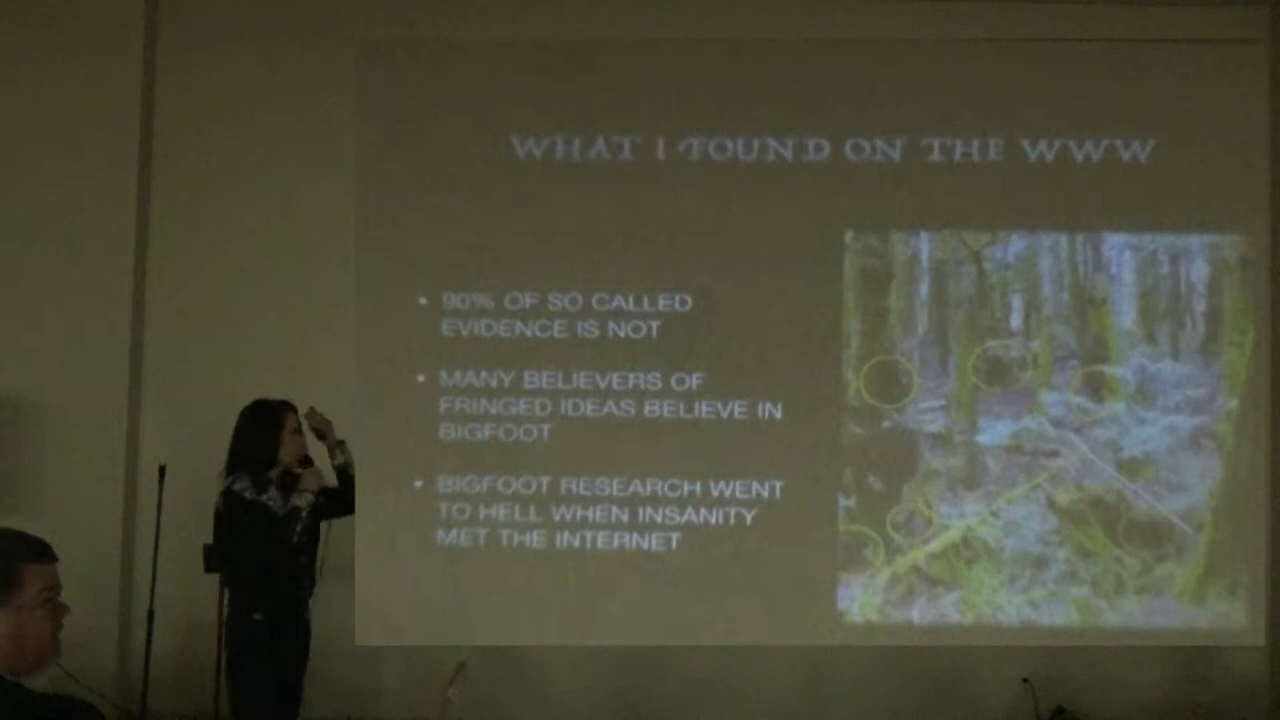 WHAT I FOUND ON THE WWW
• 90% OF SO CALLED
EVIDENCE IS NOT
• MANY BELIEVERS OF
FRINGED IDEAS BELIEVE IN
BIGFOOT
• BIGFOOT RESEARCH WENT
TO HELL WHEN INSANITY
MET THE INTERNET